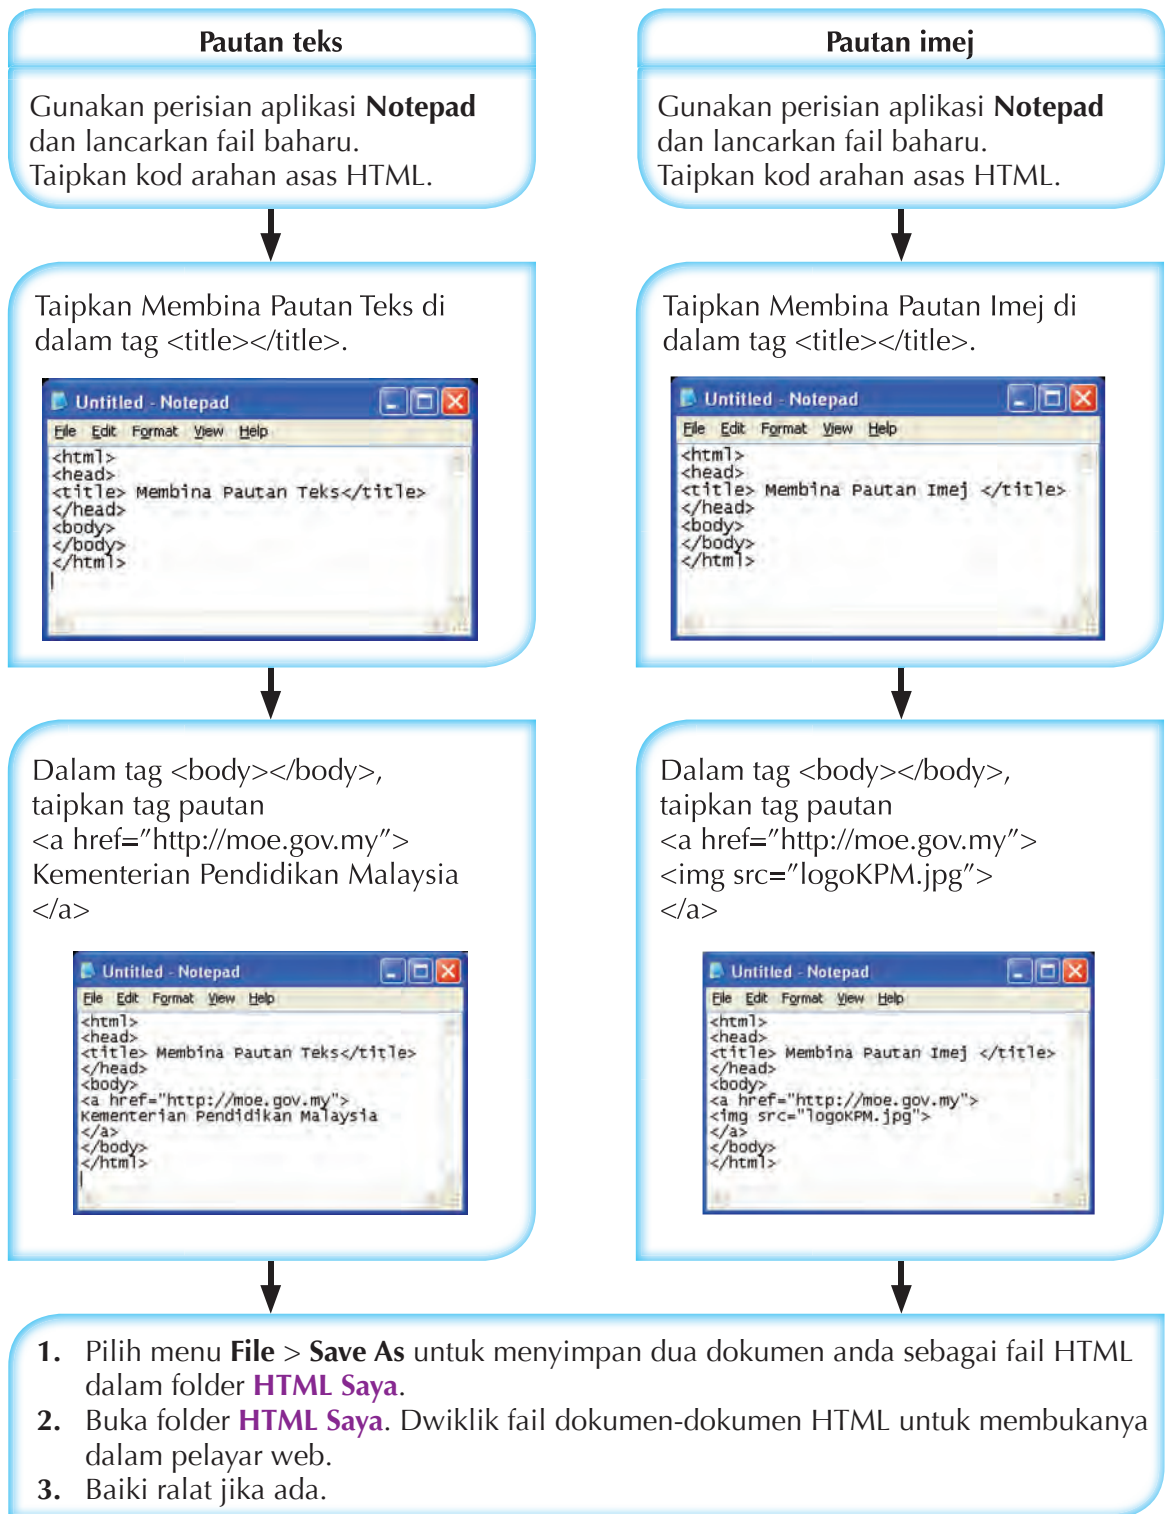 Pautan teks
Gunakan perisian aplikasi Notepad
dan lancarkan fail baharu.
Taipkan kod arahan asas HTML.
Taipkan Membina Pautan Teks di
dalam tag <title></title>.
Untitled - Notepad
File Edit Format View Help
<html>
<head>
<title> Membina Pautan Teks</title>
</head>
<body>
</body>
</html>
Dalam tag <body></body>,
taipkan tag pautan
<a href="http://moe.gov.my">
Kementerian Pendidikan Malaysia
</a>
Untitled - Notepad
File Edit Format View Help
<html>
<head>
<title> Membina Pautan Teks</title>
</head>
<body>
<a href="http://moe.gov.my">
Kementerian Pendidikan Malaysia
</a>
</body>
</html>
Pautan imej
Gunakan perisian aplikasi Notepad
dan lancarkan fail baharu.
Taipkan kod arahan asas HTML.
Taipkan Membina Pautan Imej di
dalam tag <title></title>.
Untitled - Notepad
File Edit Format View Help
<html>
<head>
<title> Membina Pautan Imej </title>
</head>
<body>
</body>
</html>
Dalam tag <body></body>,
taipkan tag pautan
<a href="http://moe.gov.my">
<img src="logoKPM.jpg">
</a>
Untitled - Notepad
File Edit Format View Help
<html>
<head>
<title> Membina Pautan Imej </title>
</head>
<body>
<a href="http://moe.gov.my">
<img src="logoKPM.jpg">
</a>
</body>
</html>
1. Pilih menu File > Save As untuk menyimpan dua dokumen anda sebagai fail HTML
dalam folder HTML Saya.
2. Buka folder HTML Saya. Dwiklik fail dokumen-dokumen HTML untuk membukanya
dalam pelayar web.
3. Baiki ralat jika ada.